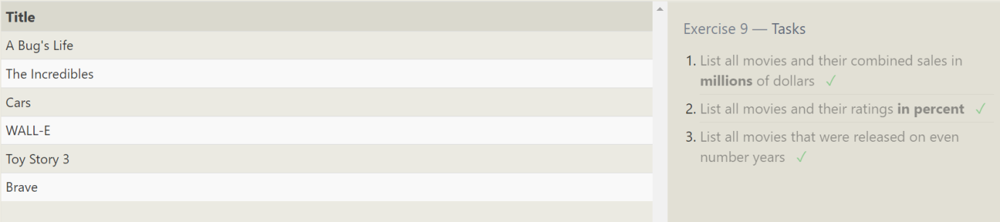 Title
A Bug's Life
The Incredibles
Cars
WALL-E
Toy Story 3
Brave
Exercise 9 — Tasks
1. List all movies and their combined sales in
millions of dollars ✓
2. List all movies and their ratings in percent ✓
3. List all movies that were released on even
number years ✓